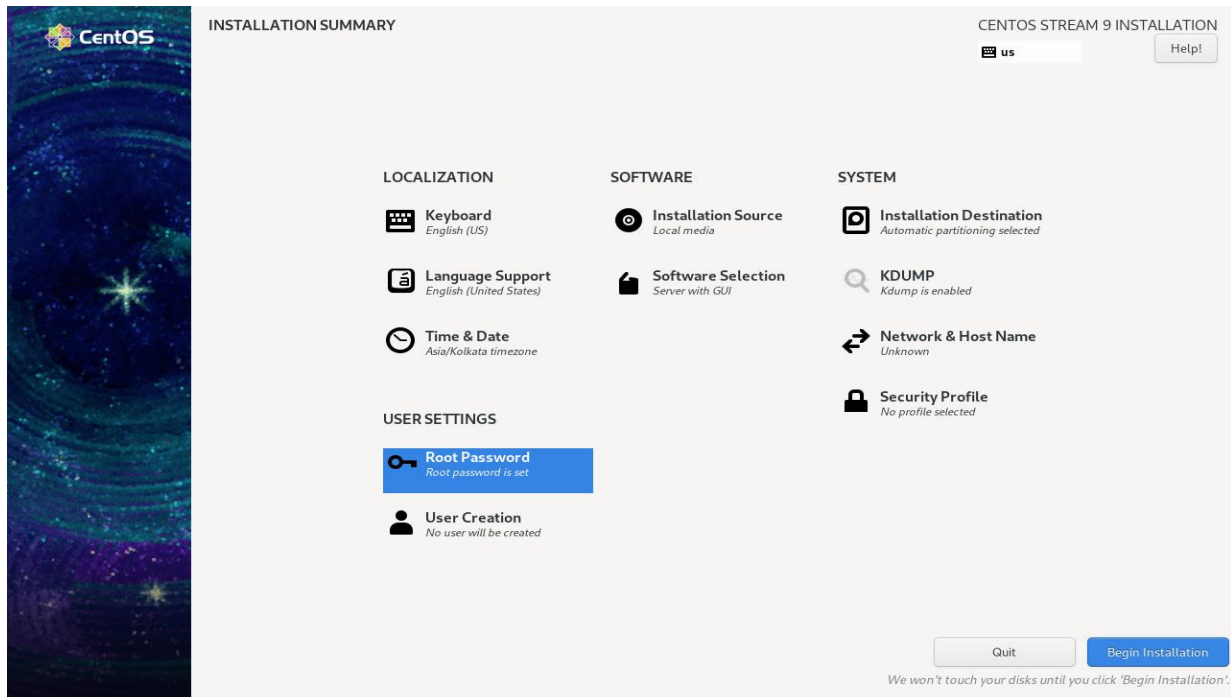 CentOS
INSTALLATION SUMMARY
CENTOS STREAM 9 INSTALLATION
us
Help!
LOCALIZATION
Keyboard
English (US)
Language Support
English (United States)
Time & Date
Asia/Kolkata timezone
USER SETTINGS
Root Password
Root password is set
User Creation
No user will be created
SOFTWARE
Installation Source
Local media
Software Selection
Server with GUI
SYSTEM
Installation Destination
Automatic partitioning selected
KDUMP
Kdump is enabled
Network & Host Name
Unknown
Security Profile
No profile selected
Quit
Begin Installation
We won't touch your disks until you click 'Begin Installation'.